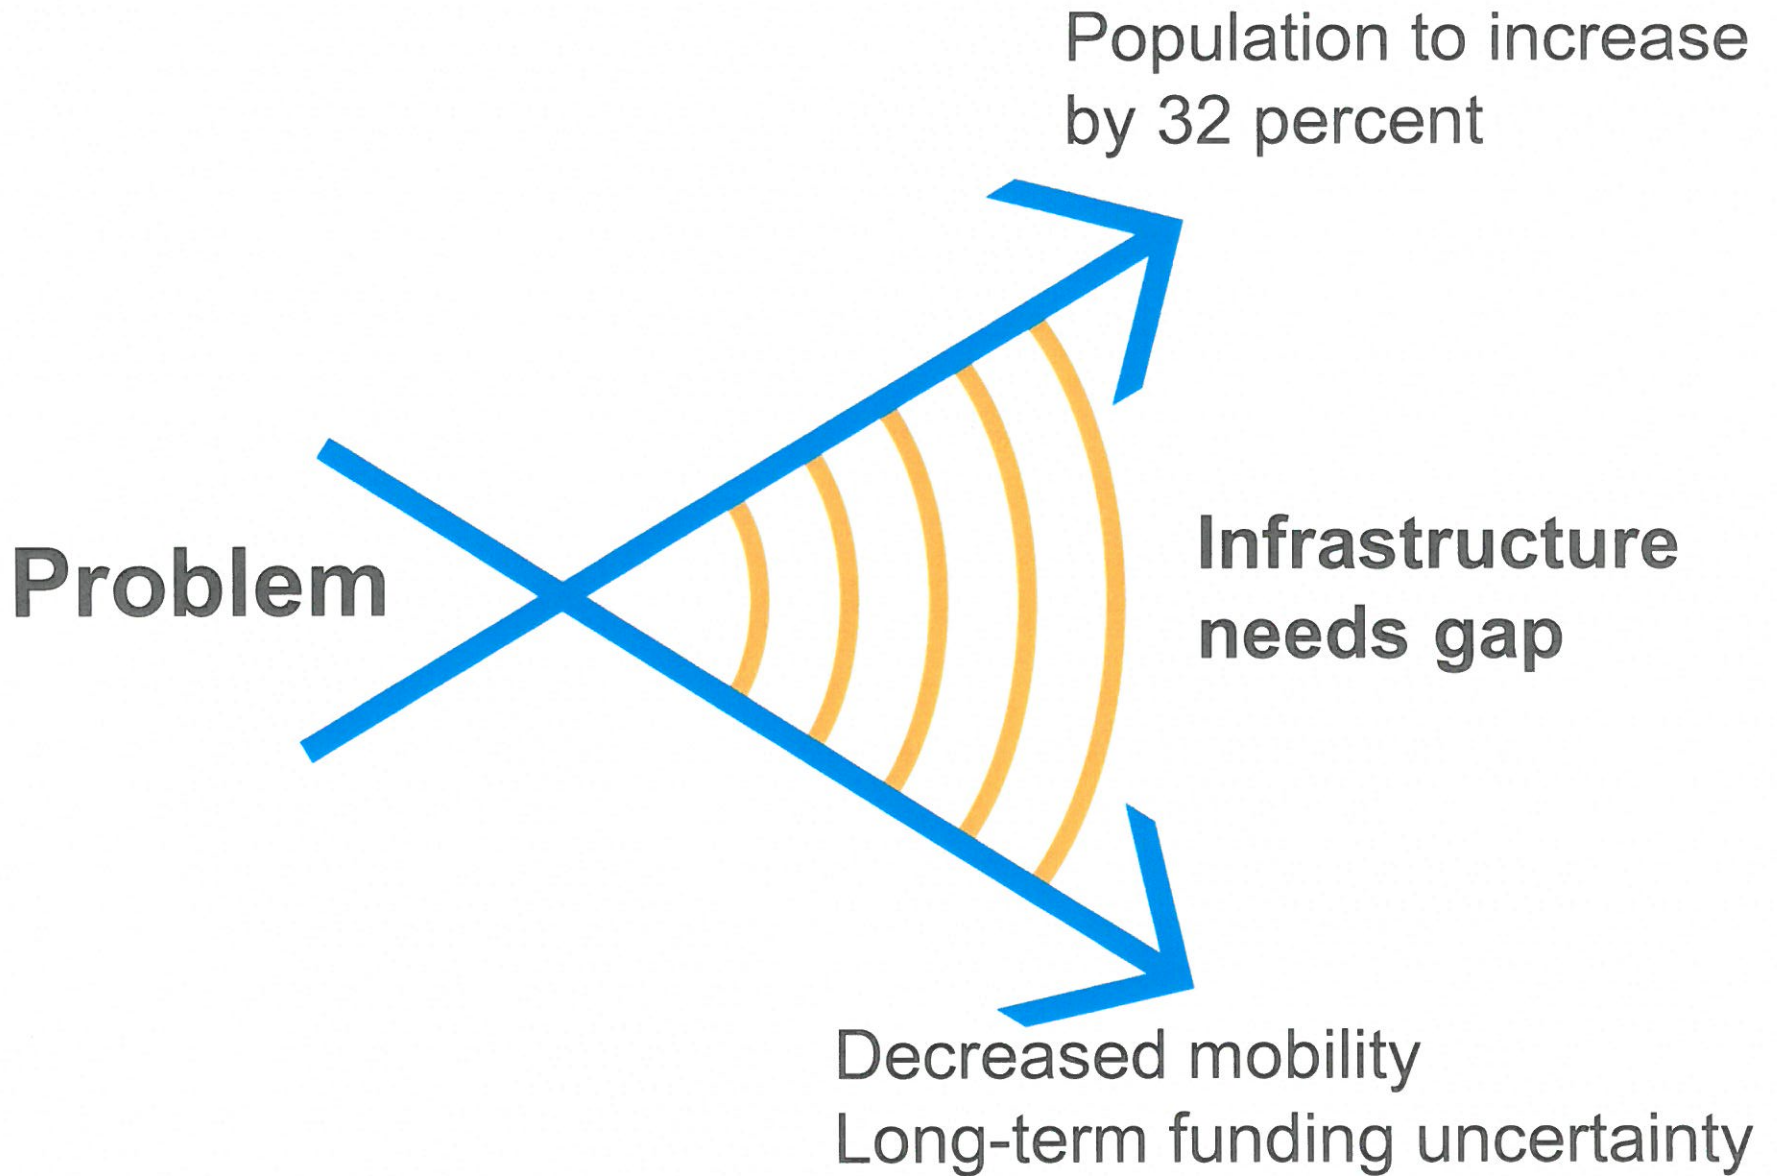 Population to increase
by 32 percent
Problem
Infrastructure
needs gap
Decreased mobility
Long-term funding uncertainty